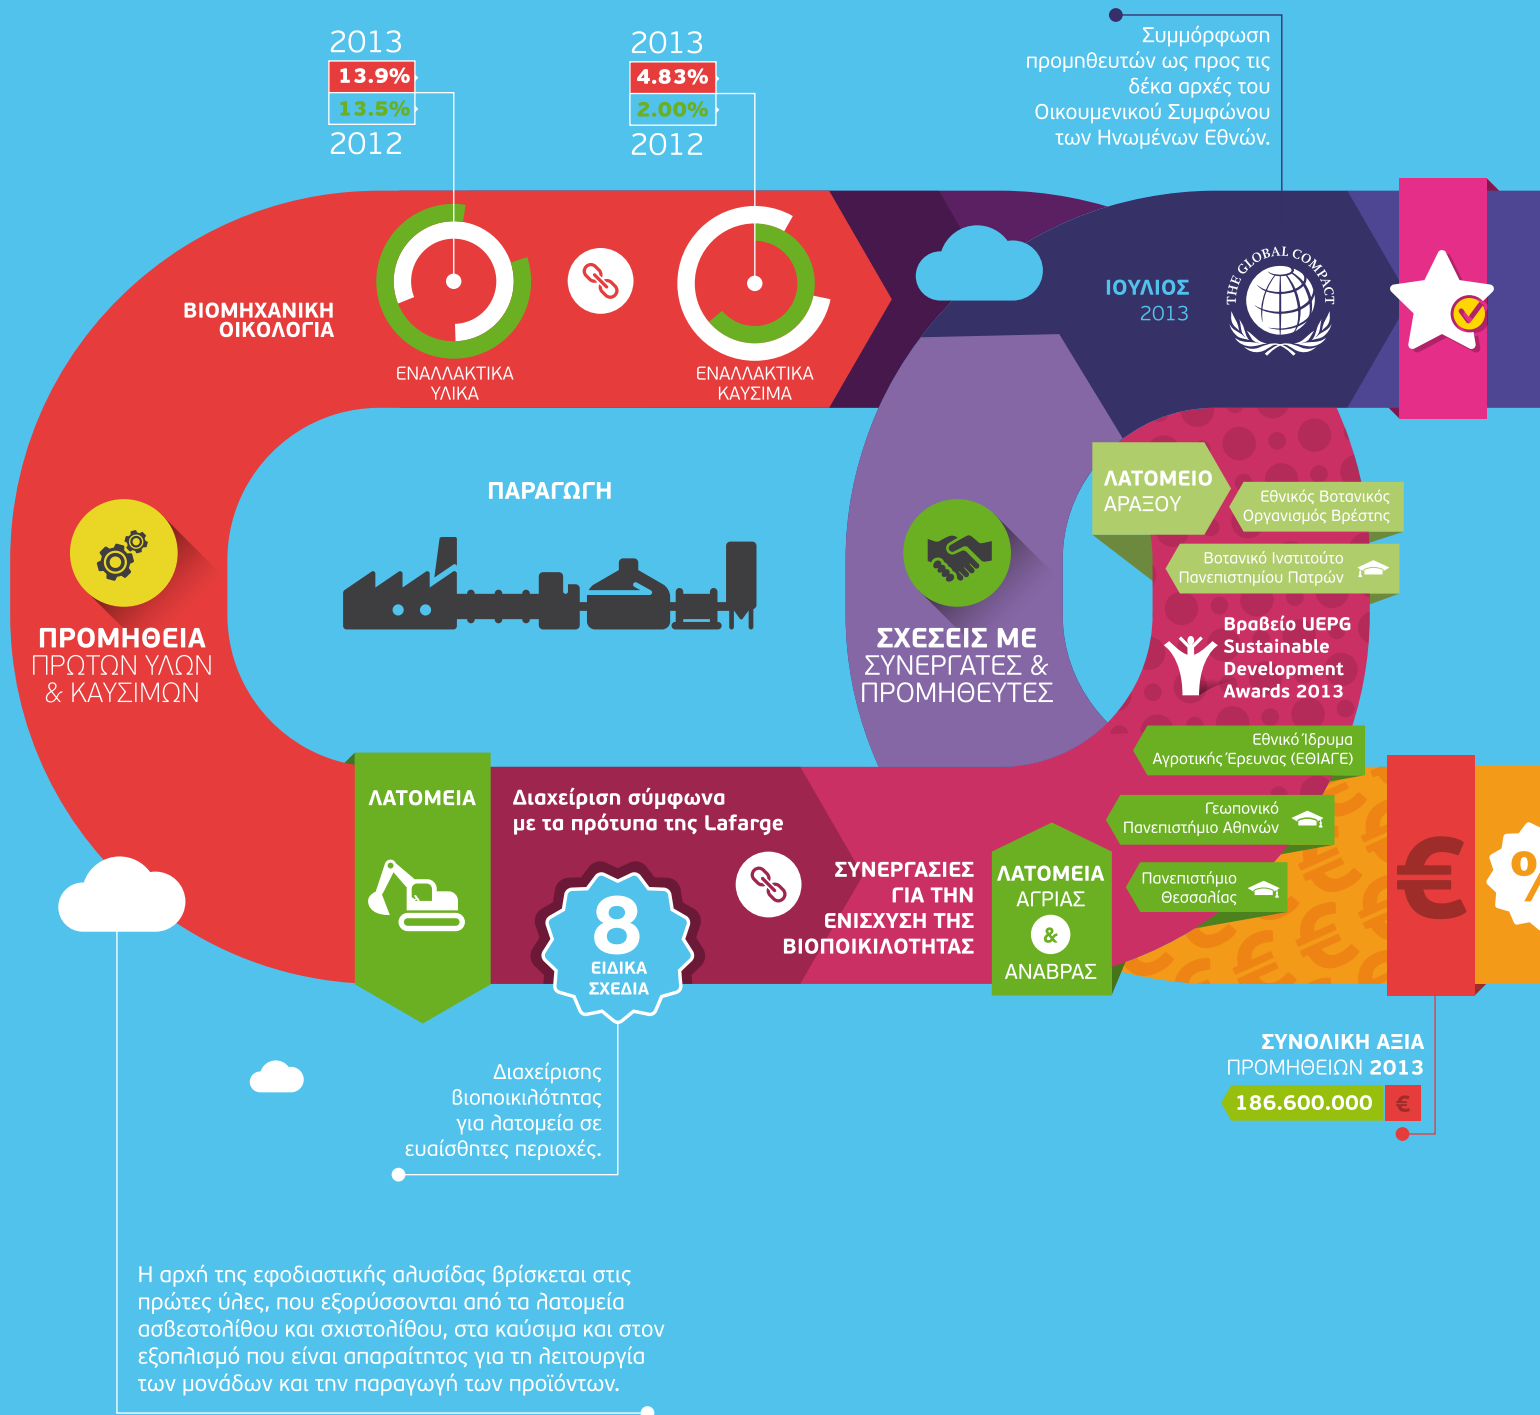 2013
13.9%
13.5%
2012
2013
4.83%
2.00%
2012
Συμμόρφωση
προμηθευτών ως προς τις
δέκα αρχές του
Οικουμενικού Συμφώνου
των Ηνωμένων Εθνών.
ΒΙΟΜΗΧΑΝΙΚΗ
ΟΙΚΟΛΟΓΙΑ
ΕΝΑΛΛΑΚΤΙΚΑ
ΥΛΙΚΑ
ΕΝΑΛΛΑΚΤΙΚΑ
ΚΑΥΣΙΜΑ
ΙΟΥΛΙΟΣ
2013
THE GLOBAL COMPACT
ΠΑΡΑΓΩΓΗ
ΠΡΟΜΗΘΕΙΑ
ΠΡΩΤΩΝ ΥΛΩΝ
& ΚΑΥΣΙΜΩΝ
ΣΧΕΣΕΙΣ ΜΕ
ΣΥΝΕΡΓΑΤΕΣ &
ΠΡΟΜΗΘΕΥΤΕΣ
ΛΑΤΟΜΕΙΟ
ΑΡΑΞΟΥ
Εθνικός Βοτανικός
Οργανισμός Βρέστης
Βοτανικό Ινστιτούτο
Πανεπιστημίου Πατρών
Βραβείο UEPG
Sustainable
Development
Awards 2013
Εθνικό Ίδρυμα
Αγροτικής Έρευνας (ΕΘΙΑΓΕ)
Γεωπονικό
Πανεπιστήμιο Αθηνών
Πανεπιστήμιο
Θεσσαλίας
ΛΑΤΟΜΕΙΑ
Διαχείριση σύμφωνα
με τα πρότυπα της Lafarge
8
ΕΙΔΙΚΑ
ΣΧΕΔΙΑ
ΣΥΝΕΡΓΑΣΙΕΣ
ΓΙΑ ΤΗΝ
ΕΝΙΣΧΥΣΗ ΤΗΣ
ΒΙΟΠΟΙΚΙΛΟΤΗΤΑΣ
ΛΑΤΟΜΕΙΑ
ΑΓΡΙΑΣ
&
ΑΝΑΒΡΑΣ
€
%
ΣΥΝΟΛΙΚΗ ΑΞΙΑ
ΠΡΟΜΗΘΕΙΩΝ 2013
186.600.000 €
Διαχείρισης
βιοποικιλότητας
για λατομεία σε
ευαίσθητες περιοχές.
Η αρχή της εφοδιαστικής αλυσίδας βρίσκεται στις
πρώτες ύλες, που εξορύσσονται από τα λατομεία
ασβεστολίθου και σχιστολίθου, στα καύσιμα και στον
εξοπλισμό που είναι απαραίτητος για τη λειτουργία
των μονάδων και την παραγωγή των προϊόντων.